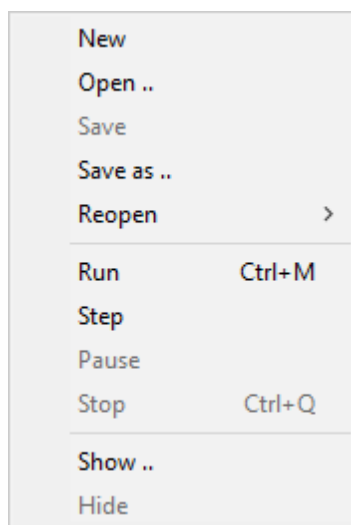 New
Open ..
Save
Save as ..
Reopen
Run Ctrl+M
Step
Pause
Stop Ctrl+Q
Show ..
Hide